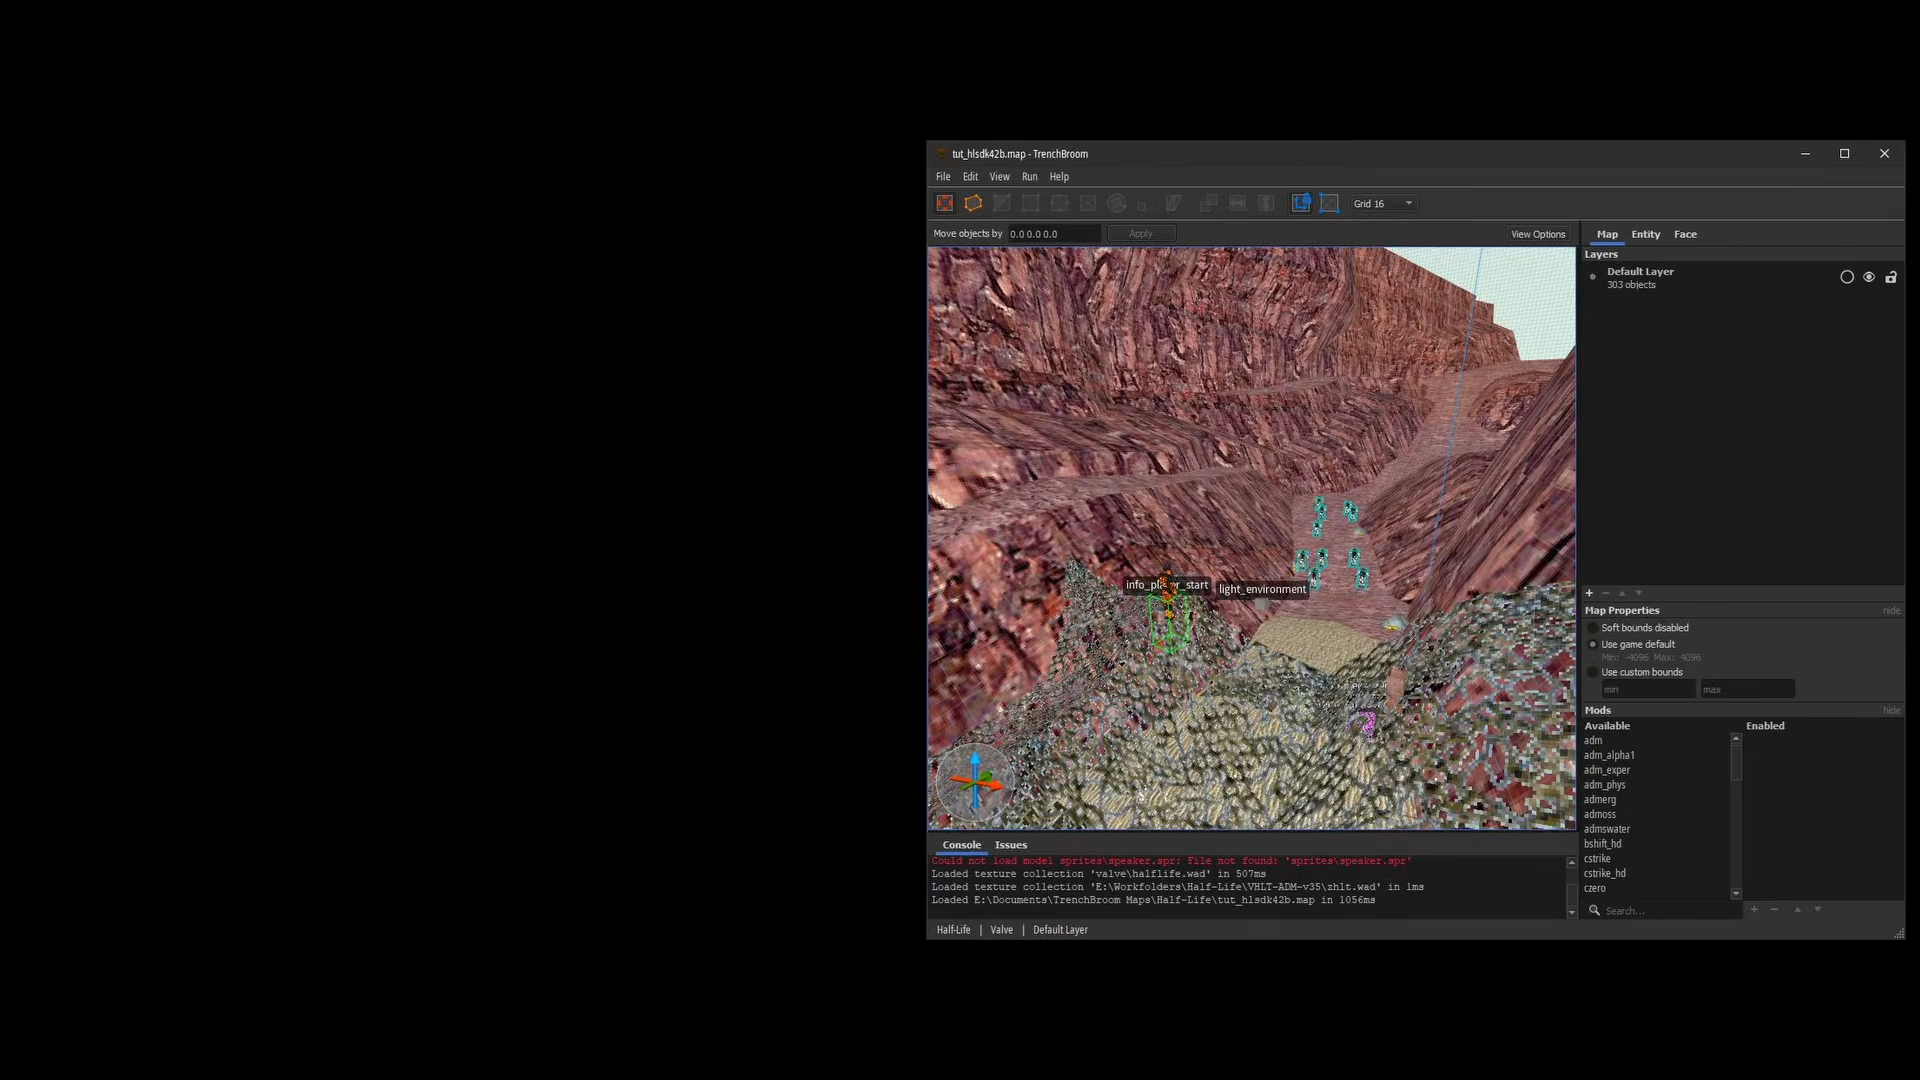 tut_hlsdk42b.map - TrenchBroom
File Edit View Run Help
Grid 16
Move objects by 0.0 0.0 0.0 Apply View Options
Map Entity Face
Layers
Default Layer
303 objects
info_player_start light_environment
Map Properties hide
Soft bounds disabled
Use game default
Min: -4096 Max: 4096
Use custom bounds
min max
Mods hide
Available Enabled
adm
adm_alpha1
adm_exper
adm_phys
admerg
admoss
admswater
bshift_hd
cstrike
cstrike_hd
czero
Search...
Console Issues
Could not load model sprites\speaker.spr: File not found: 'sprites\speaker.spr'
Loaded texture collection 'valve\halflife.wad' in 507ms
Loaded texture collection 'E:\Workfolders\Half-Life\VHLT-ADM-v35\zhlt.wad' in 1ms
Loaded E:\Documents\TrenchBroom Maps\Half-Life\tut_hlsdk42b.map in 1056ms
Half-Life | Valve | Default Layer